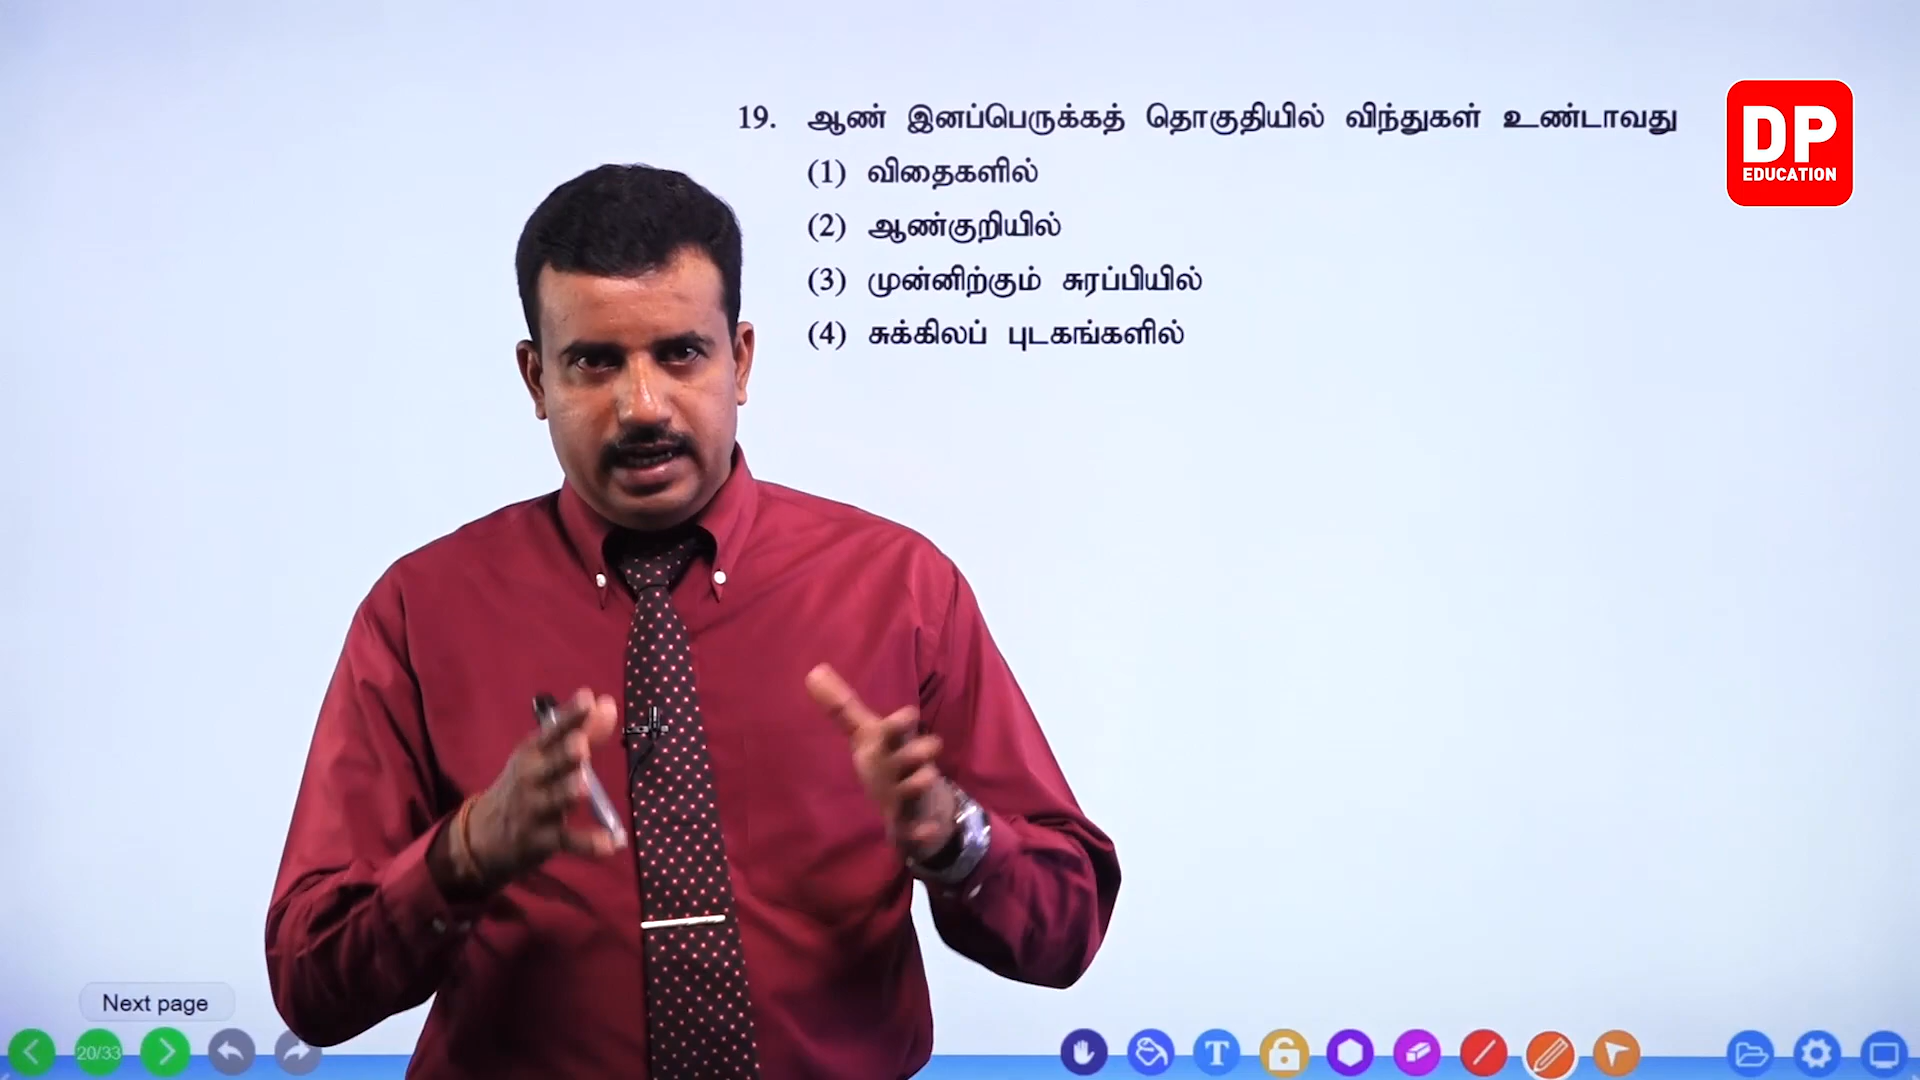 19. ஆண் இனப்பெருக்கத் தொகுதியில் விந்துகள் உண்டாவது
(1) விதைகளில்
(2) ஆண்குறியில்
(3) முன்னிற்கும் சுரப்பியில்
(4) சுக்கிலப் புடகங்களில்
DP
EDUCATION
Next page
20/33
T